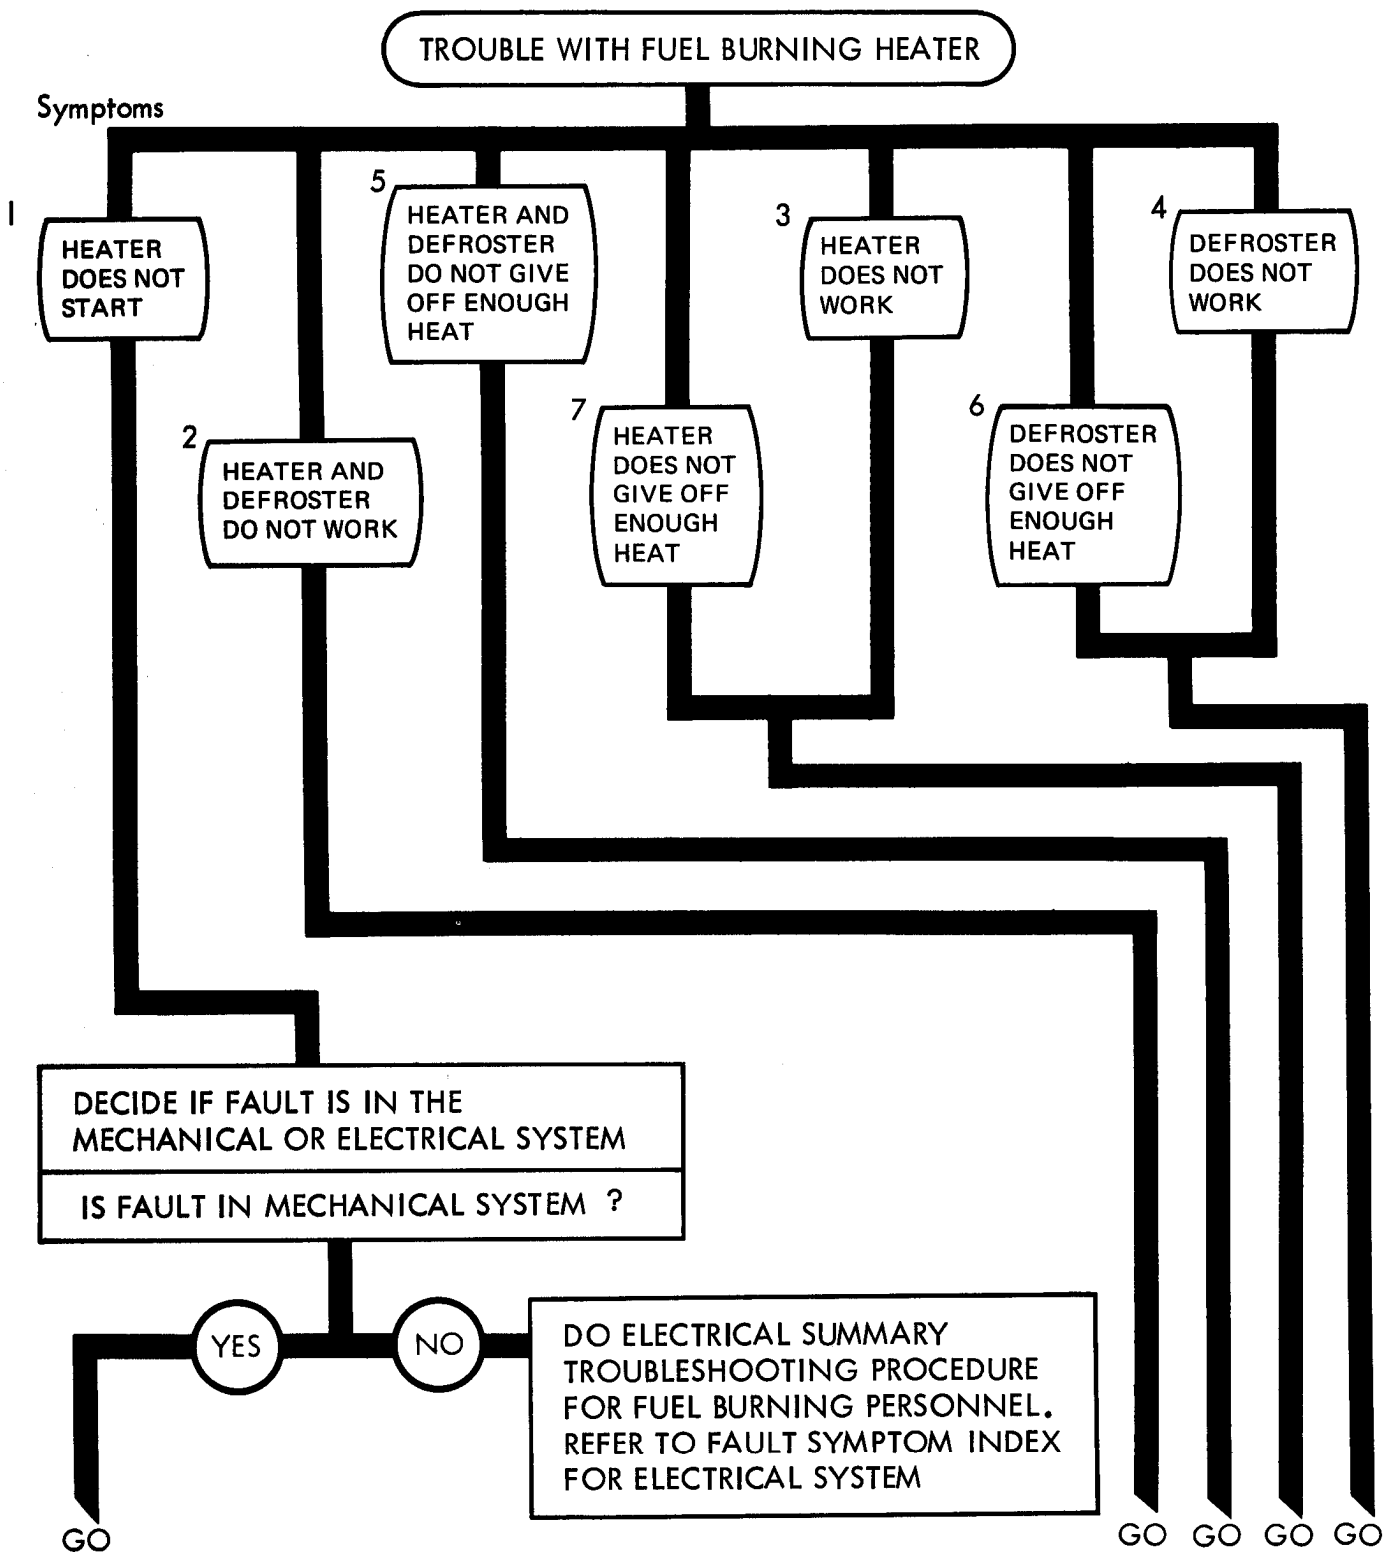 TROUBLE WITH FUEL BURNING HEATER
Symptoms
1
HEATER
DOES NOT
START
2
HEATER AND
DEFROSTER
DO NOT WORK
5
HEATER AND
DEFROSTER
DO NOT GIVE
OFF ENOUGH
HEAT
7
HEATER
DOES NOT
GIVE OFF
ENOUGH
HEAT
3
HEATER
DOES NOT
WORK
6
DEFROSTER
DOES NOT
GIVE OFF
ENOUGH
HEAT
4
DEFROSTER
DOES NOT
WORK
DECIDE IF FAULT IS IN THE
MECHANICAL OR ELECTRICAL SYSTEM
IS FAULT IN MECHANICAL SYSTEM ?
YES
NO
DO ELECTRICAL SUMMARY
TROUBLESHOOTING PROCEDURE
FOR FUEL BURNING PERSONNEL.
REFER TO FAULT SYMPTOM INDEX
FOR ELECTRICAL SYSTEM
GO
GO
GO
GO
GO